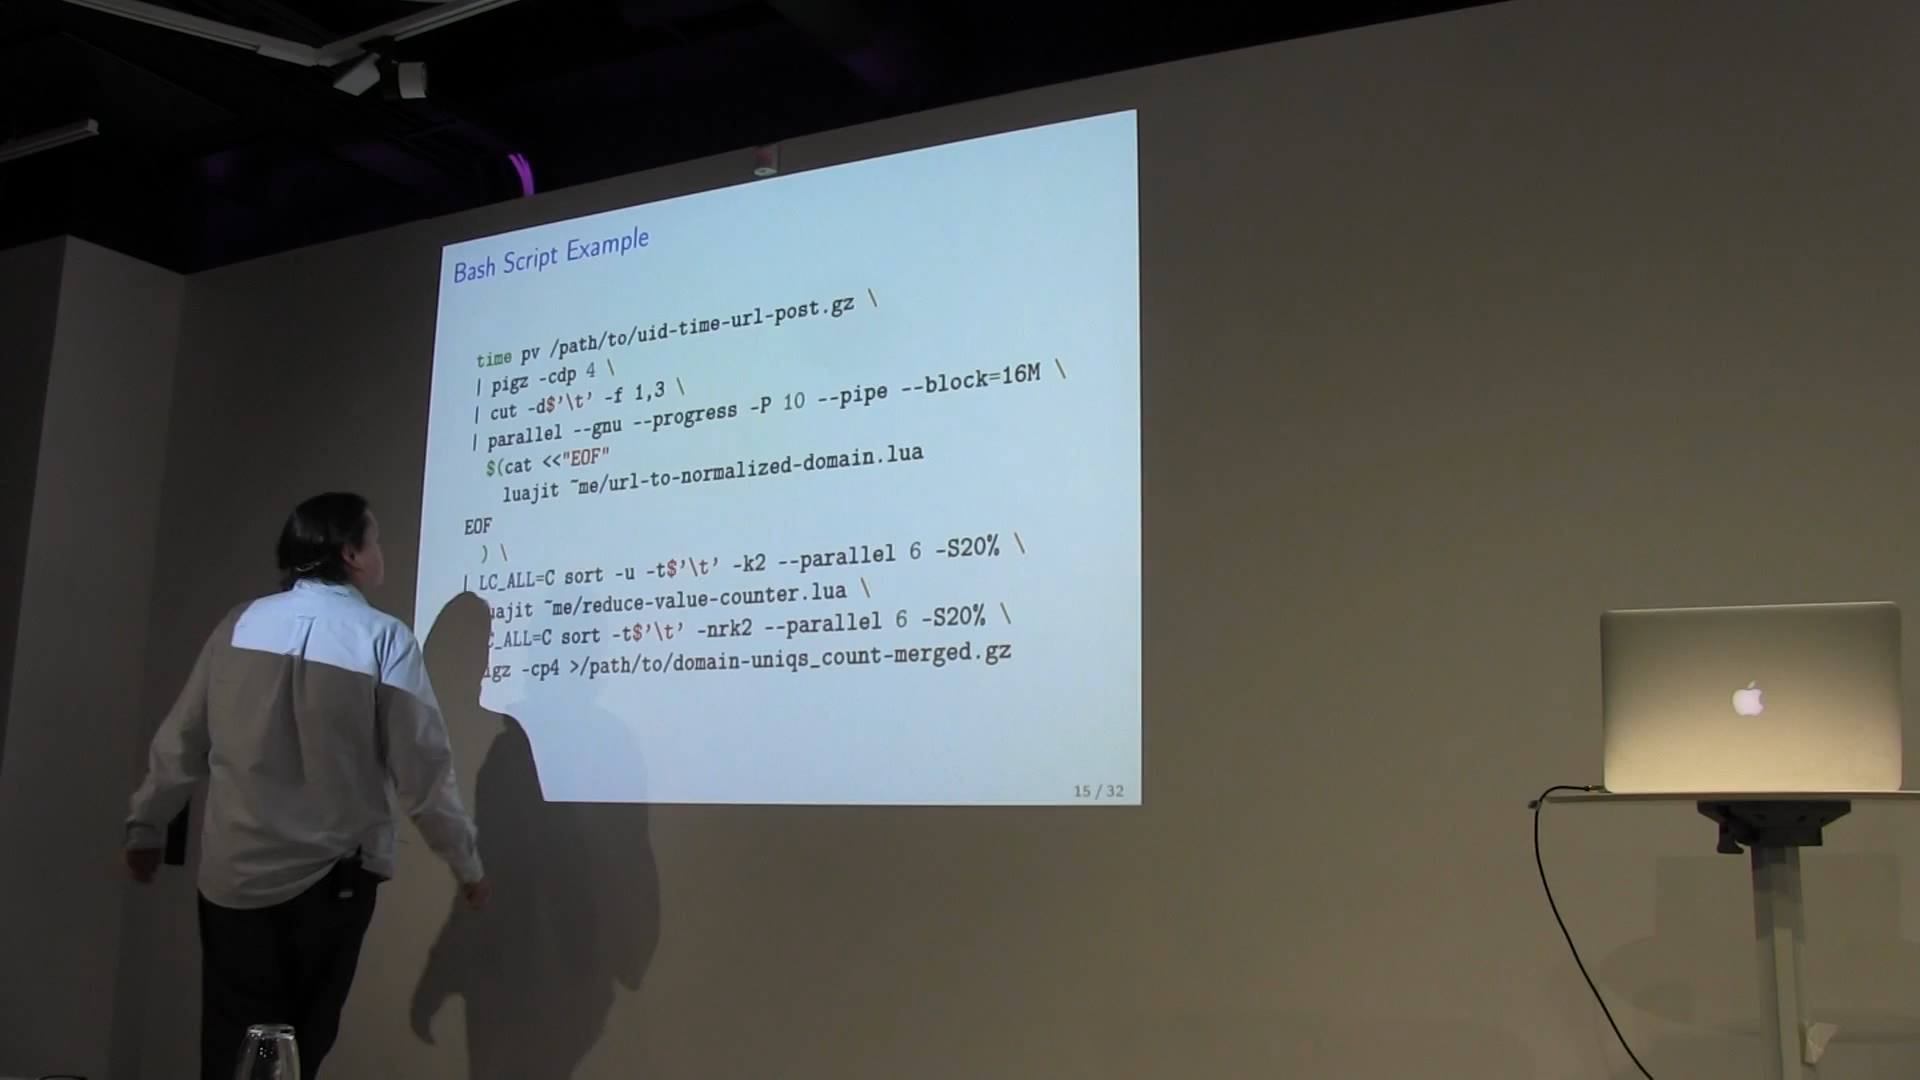 Bash Script Example
time pv /path/to/uid-time-url-post.gz \
| pigz -cdp 4 \
| cut -d$'\t' -f 1,3 \
| parallel --gnu --progress -P 10 --pipe --block=16M \
$(cat <<"EOF"
luajit ~me/url-to-normalized-domain.lua
EOF
) \
| LC_ALL=C sort -u -t$'\t' -k2 --parallel 6 -S20% \
uajit ~me/reduce-value-counter.lua \
C_ALL=C sort -t$'\t' -nrk2 --parallel 6 -S20% \
igz -cp4 >/path/to/domain-uniqs_count-merged.gz
15 / 32